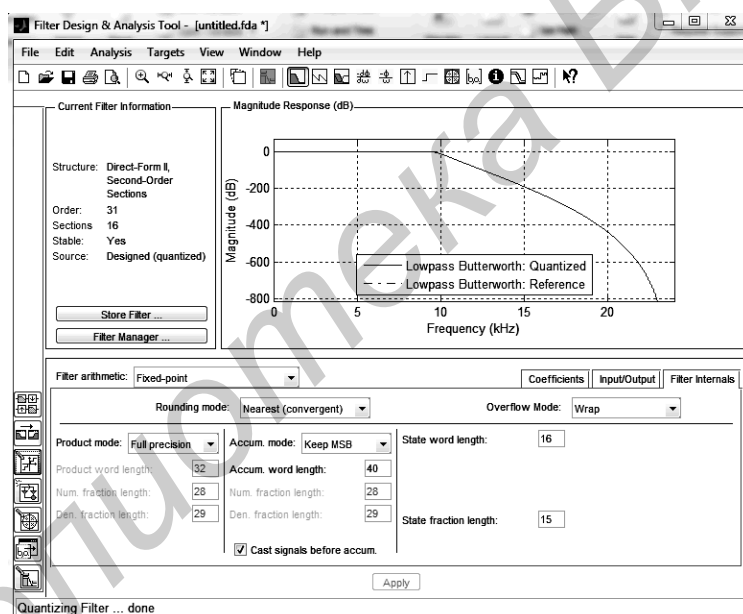 Filter Design & Analysis Tool - [untitled.fda *]
File Edit Analysis Targets View Window Help
Current Filter Information
Structure: Direct-Form II,
Second-Order
Sections
Order: 31
Sections 16
Stable: Yes
Source: Designed (quantized)
Store Filter ...
Filter Manager ...
Magnitude Response (dB)
Magnitude (dB)
0
-200
-400
-600
-800
Lowpass Butterworth: Quantized
Lowpass Butterworth: Reference
0 5 10 15 20
Frequency (kHz)
Filter arithmetic: Fixed-point
Coefficients Input/Output Filter Internals
Rounding mode: Nearest (convergent) Overflow Mode: Wrap
Product mode: Full precision Accum. mode: Keep MSB State word length: 16
Product word length: 32 Accum. word length: 40
Num. fraction length: 28 Num. fraction length: 28
Den. fraction length: 29 Den. fraction length: 29 State fraction length: 15
Cast signals before accum.
Apply
Quantizing Filter ... done